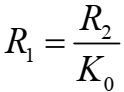 R₁ = R₂ / K₀